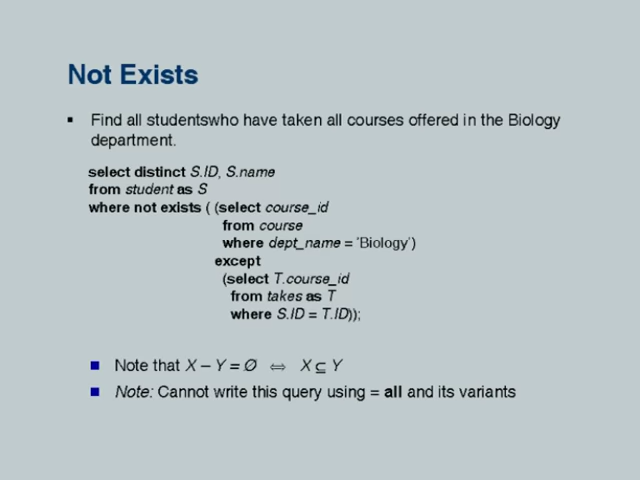 Not Exists
▪ Find all studentswho have taken all courses offered in the Biology
department.
select distinct S.ID, S.name
from student as S
where not exists ( (select course_id
from course
where dept_name = 'Biology')
except
(select T.course_id
from takes as T
where S.ID = T.ID));
■ Note that X – Y = Ø ⇔ X ⊆ Y
■ Note: Cannot write this query using = all and its variants